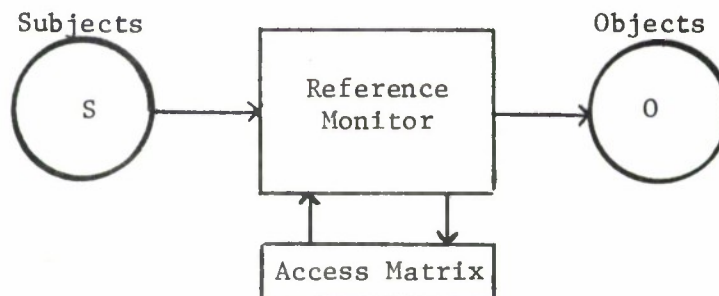 Subjects
Objects
S
Reference
Monitor
O
Access Matrix